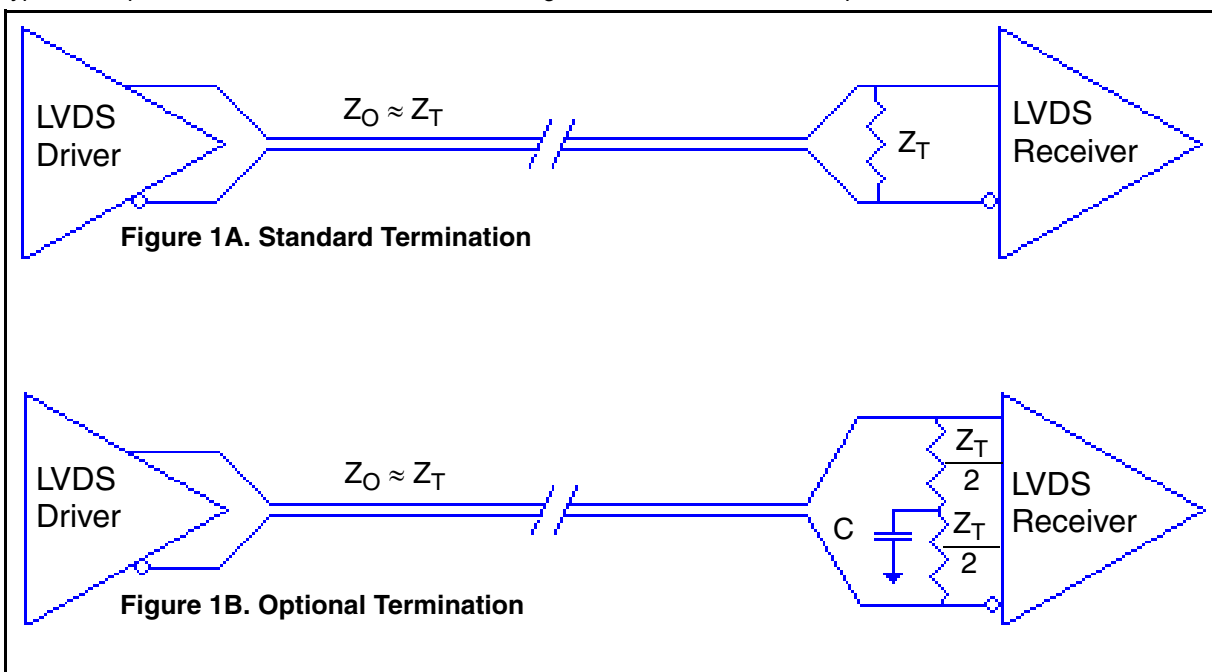 LVDS
Driver
Z_O ≈ Z_T
Z_T
LVDS
Receiver
Figure 1A. Standard Termination
LVDS
Driver
Z_O ≈ Z_T
C
Z_T
2
Z_T
2
LVDS
Receiver
Figure 1B. Optional Termination